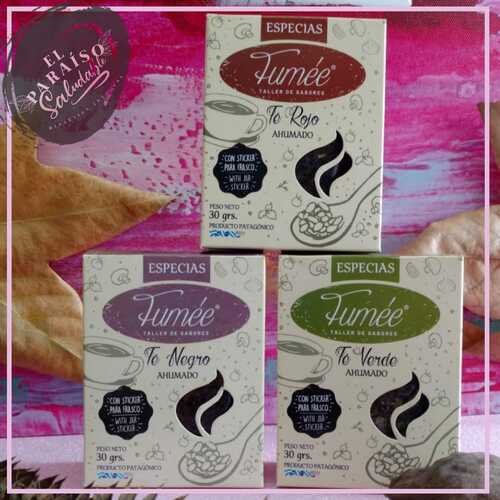 EL
PARAÍSO
Saludable
ESPECIAS
Fumée®
TALLER DE SABORES
Té Rojo
AHUMADO
CON STICKER
PARA FRASCO.
WITH JAR
STICKER
PESO NETO
30 grs.
PRODUCTO PATAGÓNICO
ESPECIAS
Fumée®
TALLER DE SABORES
Té Negro
AHUMADO
CON STICKER
PARA FRASCO.
WITH JAR
STICKER
PESO NETO
30 grs.
PRODUCTO PATAGÓNICO
ESPECIAS
Fumée®
TALLER DE SABORES
Té Verde
AHUMADO
CON STICKER
PARA FRASCO.
WITH JAR
STICKER
PESO NETO
30 grs.
PRODUCTO PATAGÓNICO